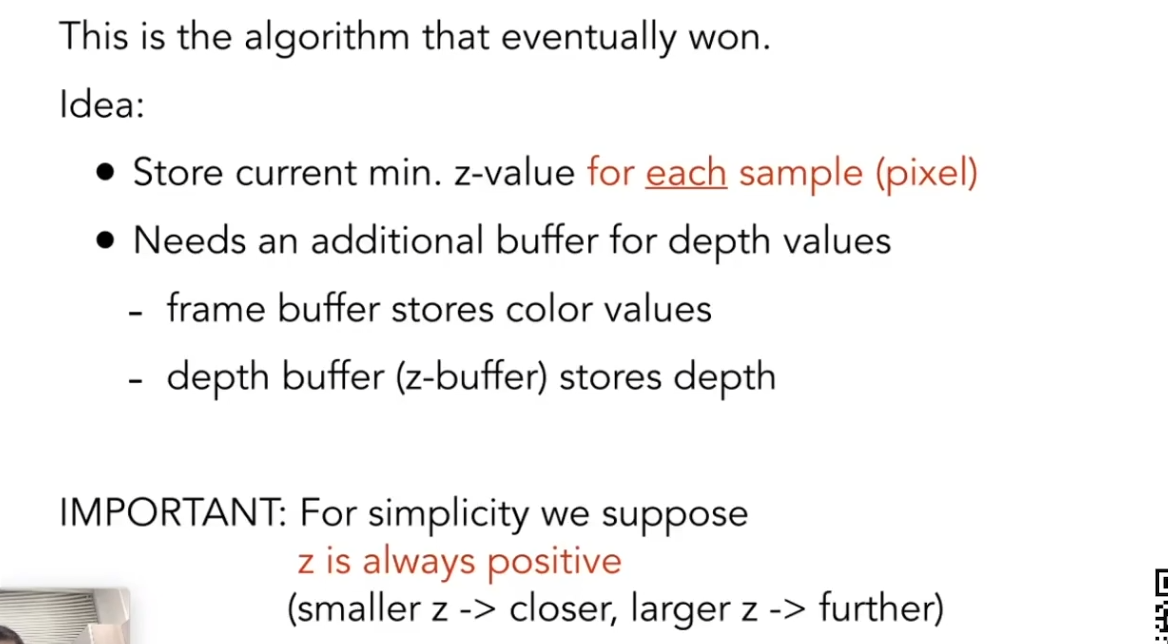 This is the algorithm that eventually won.
Idea:
● Store current min. z-value for each sample (pixel)
● Needs an additional buffer for depth values
- frame buffer stores color values
- depth buffer (z-buffer) stores depth
IMPORTANT: For simplicity we suppose
z is always positive
(smaller z -> closer, larger z -> further)